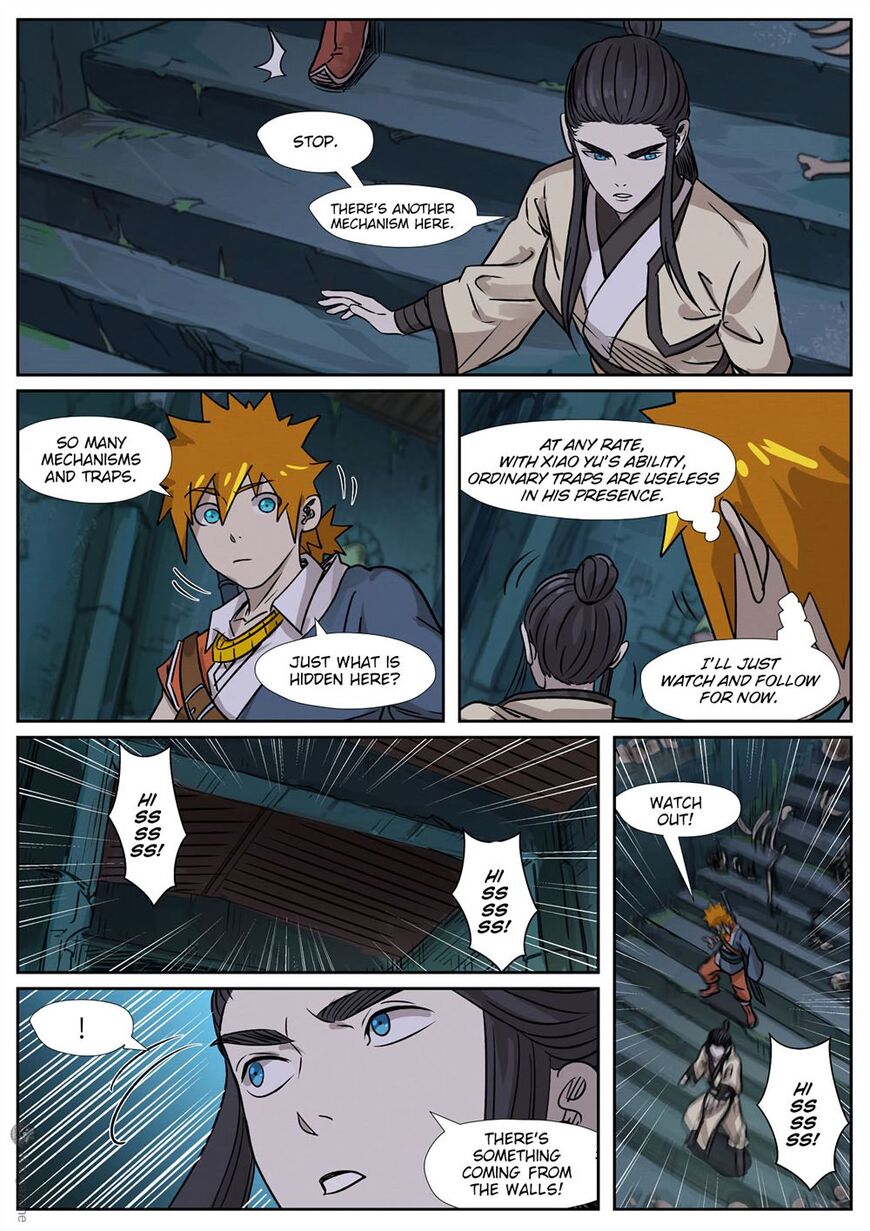 STOP.
THERE'S ANOTHER
MECHANISM HERE.
SO MANY
MECHANISMS
AND TRAPS.
JUST WHAT IS
HIDDEN HERE?
AT ANY RATE,
WITH XIAO YU'S ABILITY,
ORDINARY TRAPS ARE USELESS
IN HIS PRESENCE.
I'LL JUST
WATCH AND FOLLOW
FOR NOW.
HI
SS
SS
SS!
HI
SS
SS
SS!
WATCH
OUT!
HI
SS
SS
SS!
!
THERE'S
SOMETHING
COMING FROM
THE WALLS!